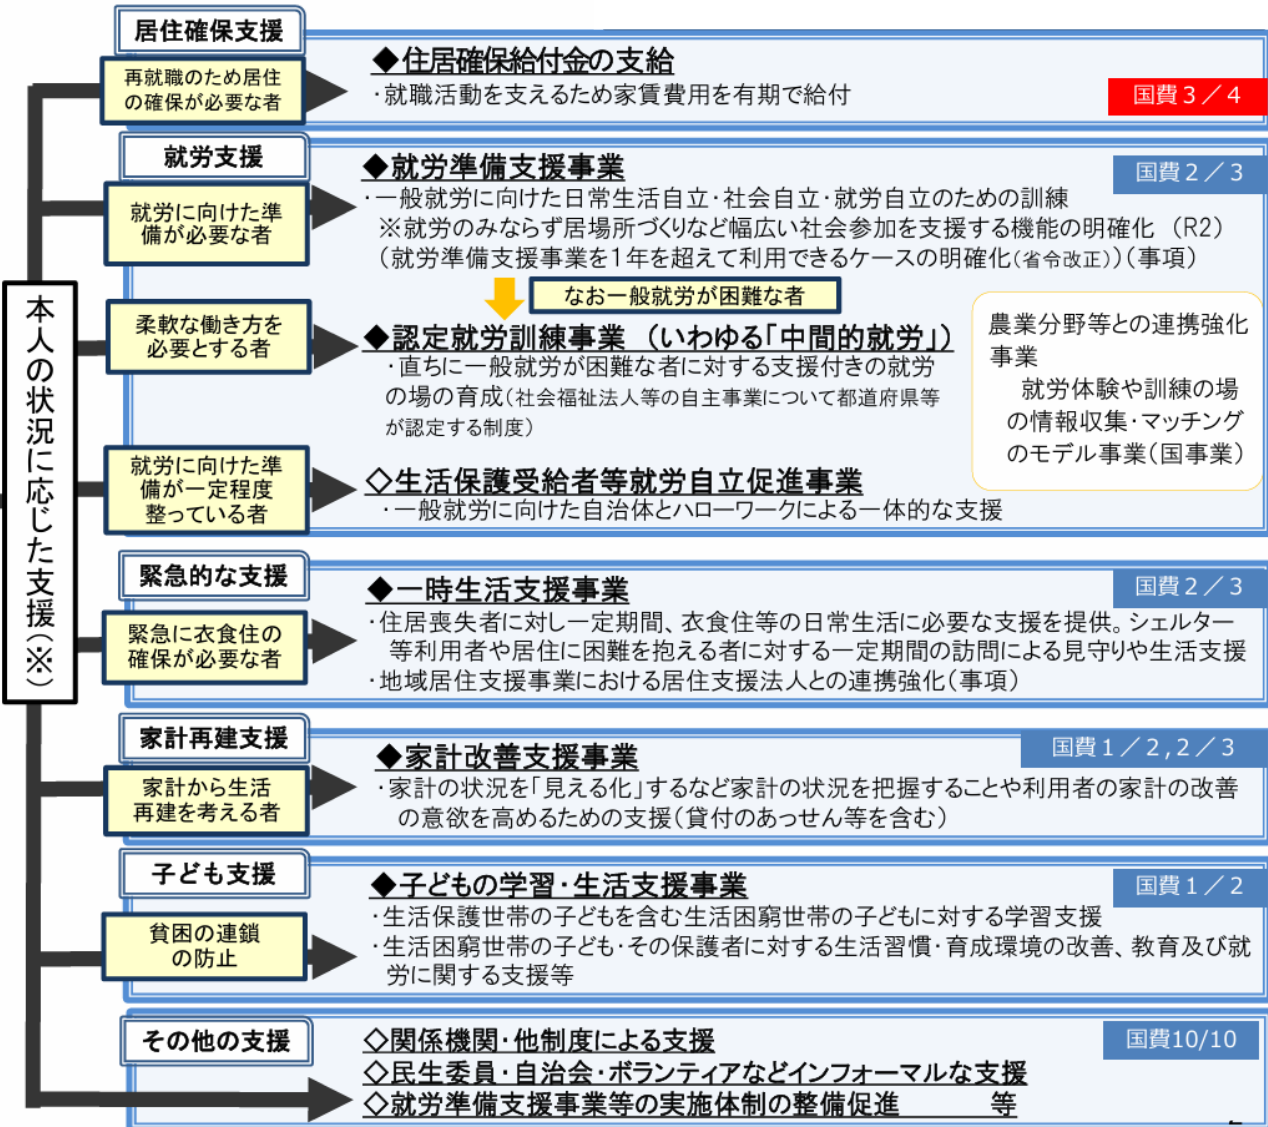 居住確保支援
再就職のため居住
の確保が必要な者
◆住居確保給付金の支給
・就職活動を支えるため家賃費用を有期で給付
国費3／4
就労支援
就労に向けた準
備が必要な者
◆就労準備支援事業
国費2／3
・一般就労に向けた日常生活自立・社会自立・就労自立のための訓練
※就労のみならず居場所づくりなど幅広い社会参加を支援する機能の明確化（R2）
（就労準備支援事業を1年を超えて利用できるケースの明確化（省令改正））（事項）
なお一般就労が困難な者
柔軟な働き方を
必要とする者
◆認定就労訓練事業（いわゆる「中間的就労」）
・直ちに一般就労が困難な者に対する支援付きの就労
の場の育成（社会福祉法人等の自主事業について都道府県等
が認定する制度）
農業分野等との連携強化
事業
就労体験や訓練の場
の情報収集・マッチング
のモデル事業（国事業）
就労に向けた準
備が一定程度
整っている者
◇生活保護受給者等就労自立促進事業
・一般就労に向けた自治体とハローワークによる一体的な支援
本人の状況に応じた支援（※）
緊急的な支援
緊急に衣食住の
確保が必要な者
◆一時生活支援事業
国費2／3
・住居喪失者に対し一定期間、衣食住等の日常生活に必要な支援を提供。シェルター
等利用者や居住に困難を抱える者に対する一定期間の訪問による見守りや生活支援
・地域居住支援事業における居住支援法人との連携強化（事項）
家計再建支援
家計から生活
再建を考える者
◆家計改善支援事業
国費1／2,2／3
・家計の状況を「見える化」するなど家計の状況を把握することや利用者の家計の改善
の意欲を高めるための支援（貸付のあっせん等を含む）
子ども支援
貧困の連鎖
の防止
◆子どもの学習・生活支援事業
国費1／2
・生活保護世帯の子どもを含む生活困窮世帯の子どもに対する学習支援
・生活困窮世帯の子ども・その保護者に対する生活習慣・育成環境の改善、教育及び就
労に関する支援等
その他の支援
◇関係機関・他制度による支援
国費10/10
◇民生委員・自治会・ボランティアなどインフォーマルな支援
◇就労準備支援事業等の実施体制の整備促進　　等